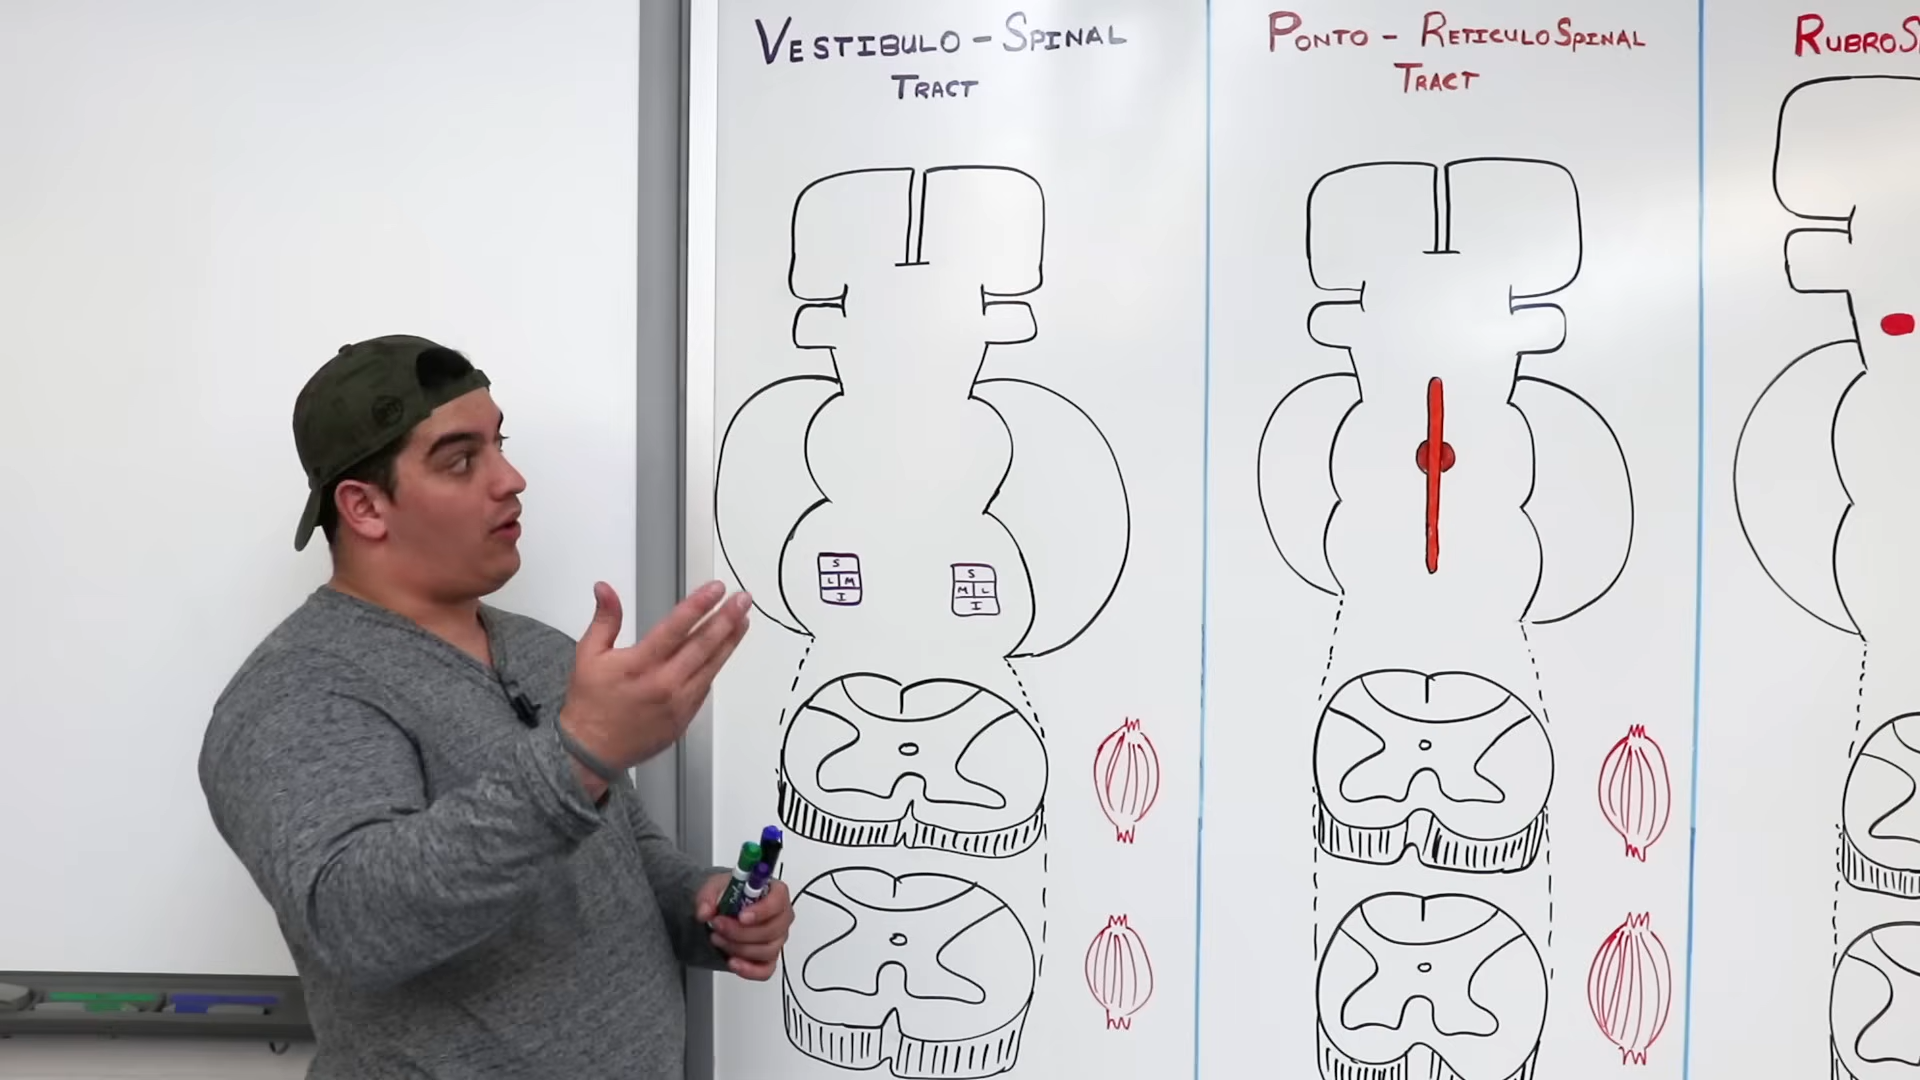 VESTIBULO - SPINAL
TRACT
PONTO - RETICULOSPINAL
TRACT
RUBROS
S
L M
I
S
M L
I